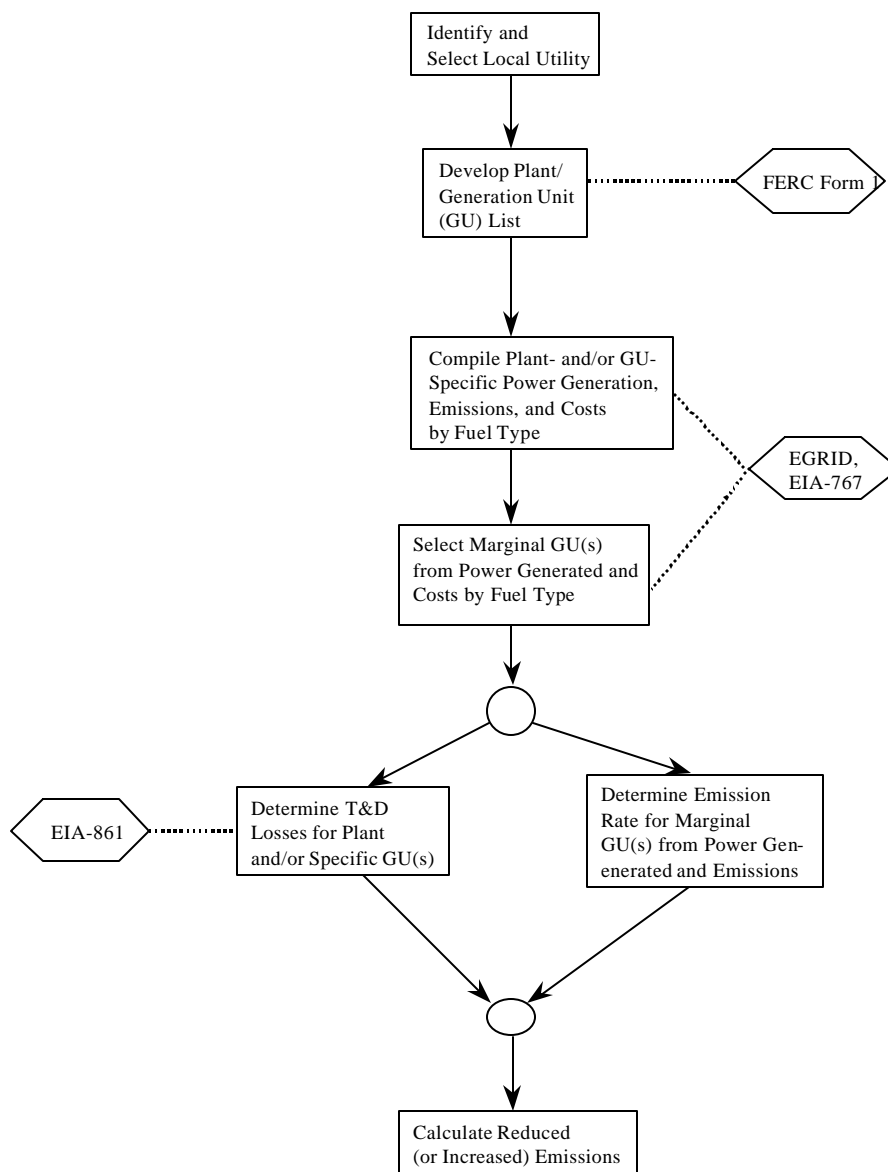 Identify and
Select Local Utility
Develop Plant/
Generation Unit
(GU) List
FERC Form 1
Compile Plant- and/or GU-
Specific Power Generation,
Emissions, and Costs
by Fuel Type
EGRID,
EIA-767
Select Marginal GU(s)
from Power Generated and
Costs by Fuel Type
EIA-861
Determine T&D
Losses for Plant
and/or Specific GU(s)
Determine Emission
Rate for Marginal
GU(s) from Power Gen-
enerated and Emissions
Calculate Reduced
(or Increased) Emissions